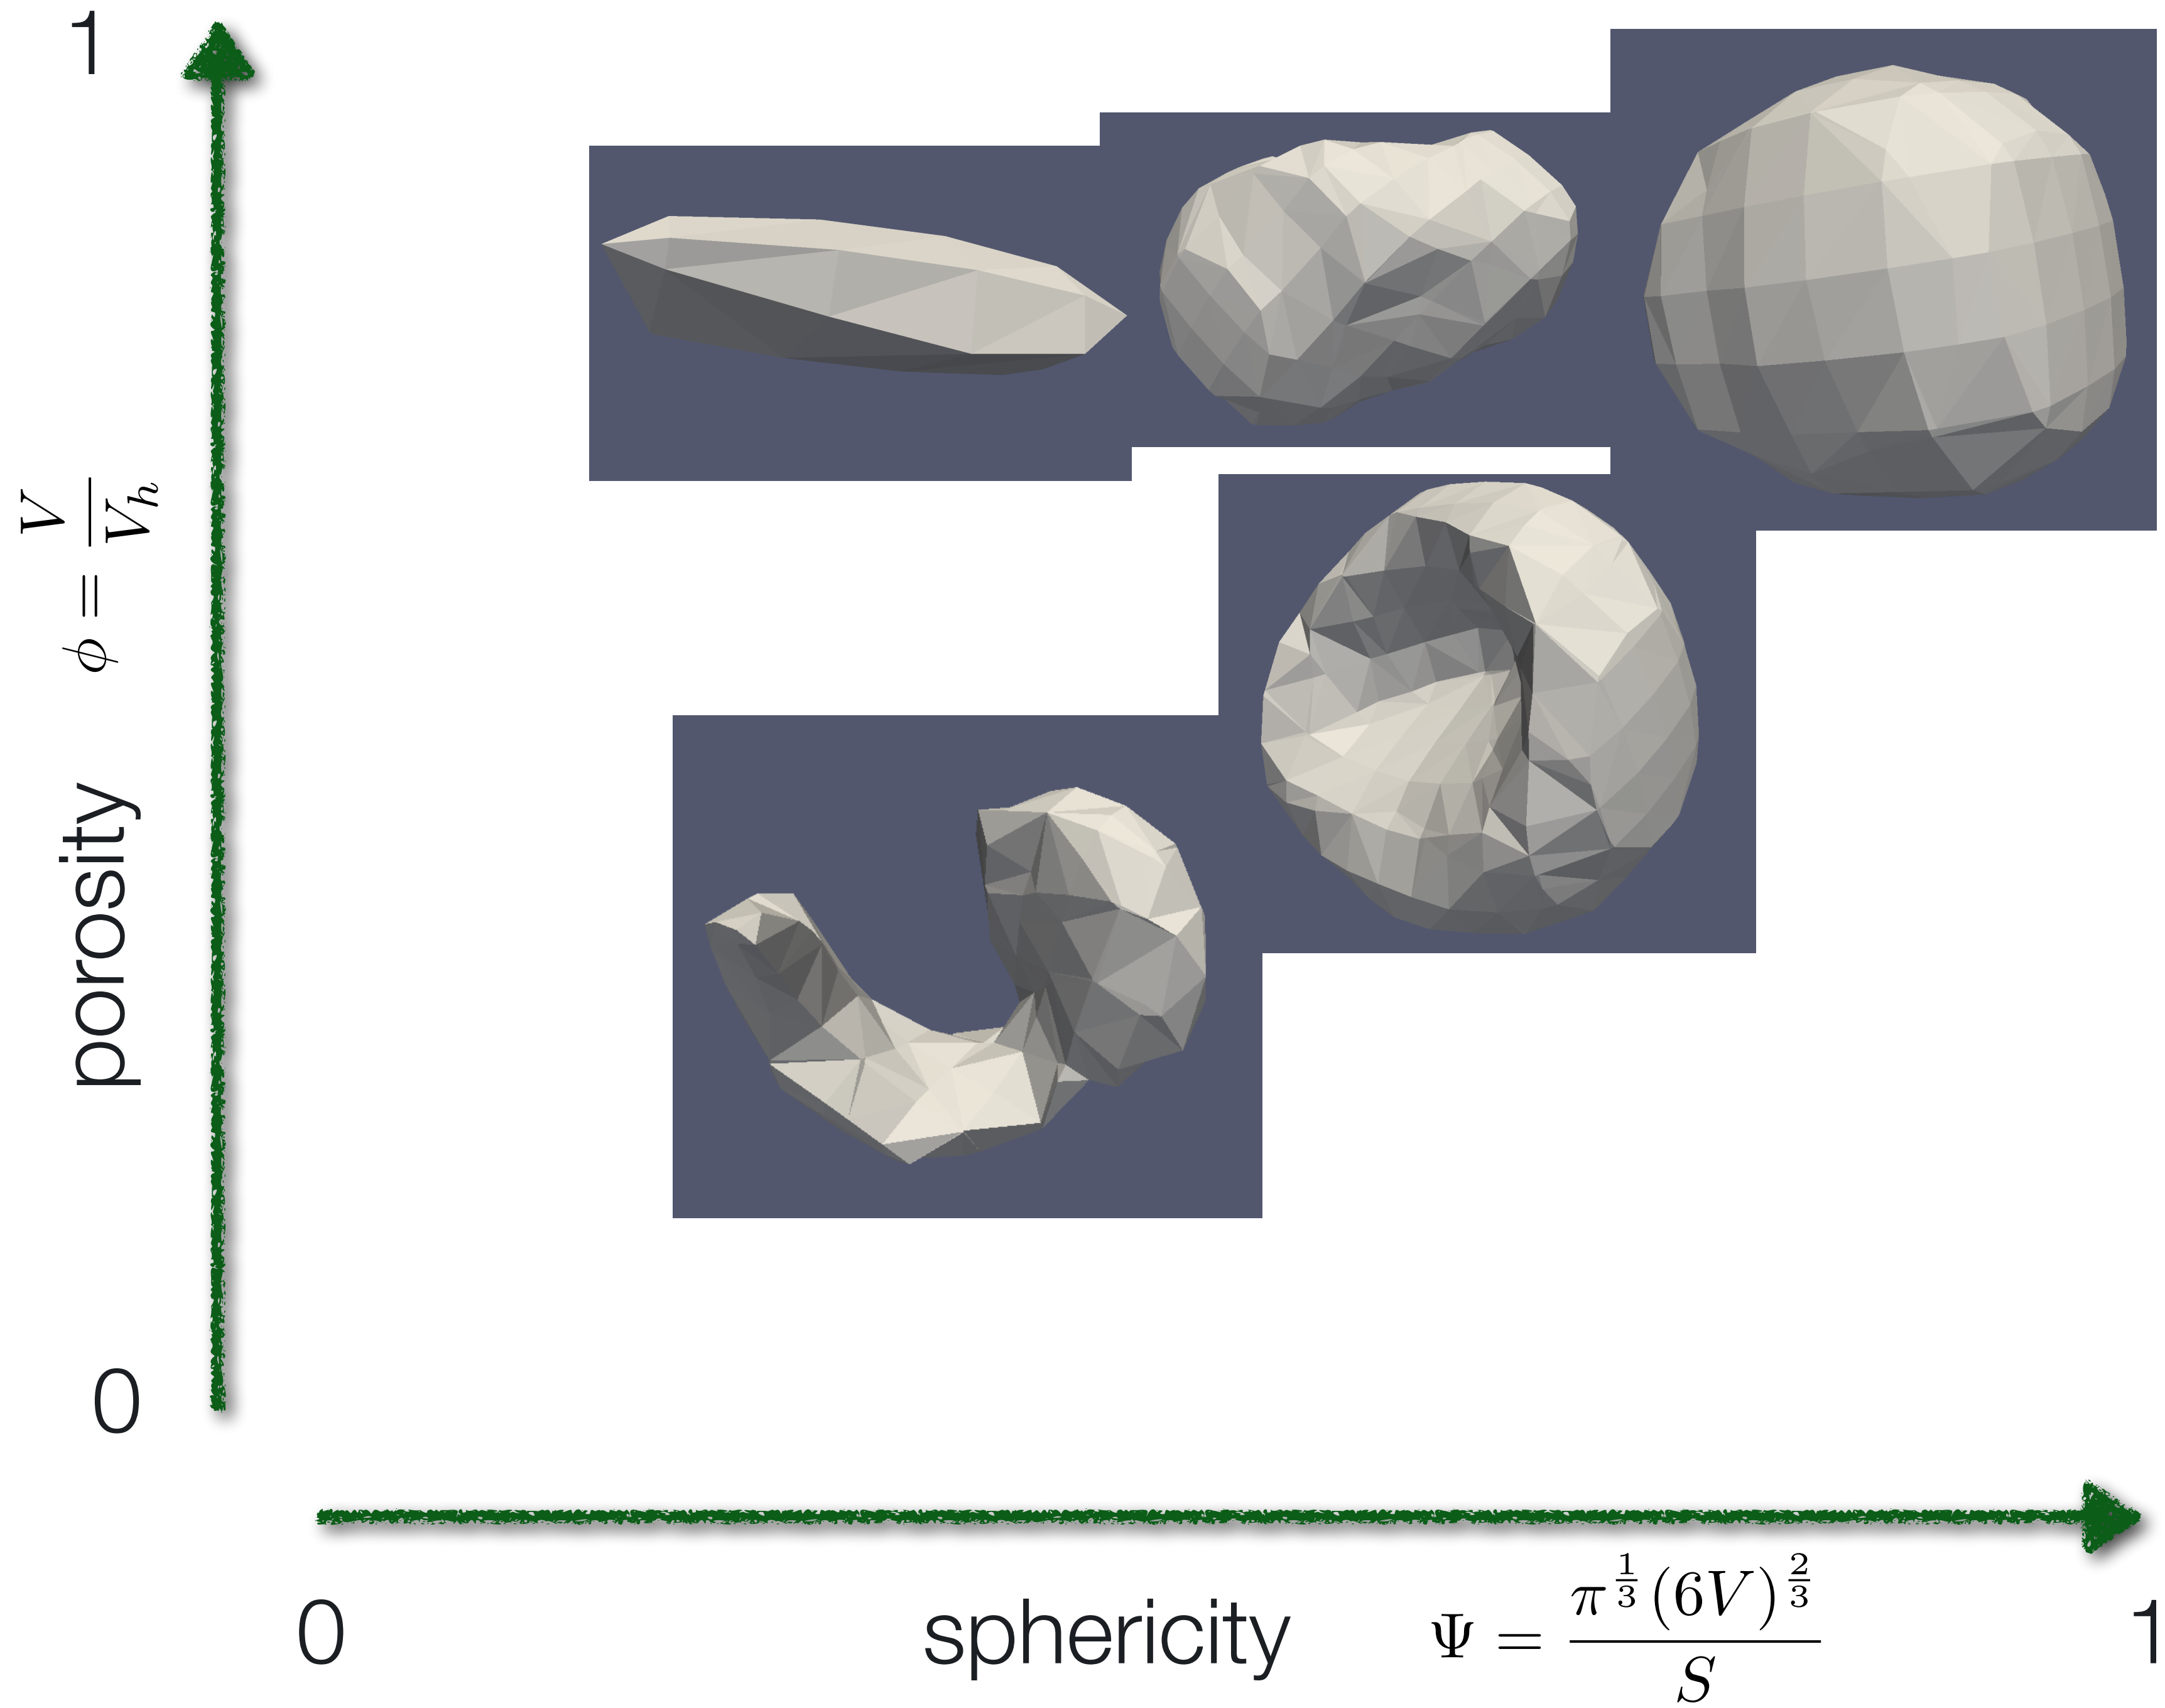 1
porosity ϕ = V / V_h
0
0
sphericity Ψ = π^{1/3}(6V)^{2/3} / S
1